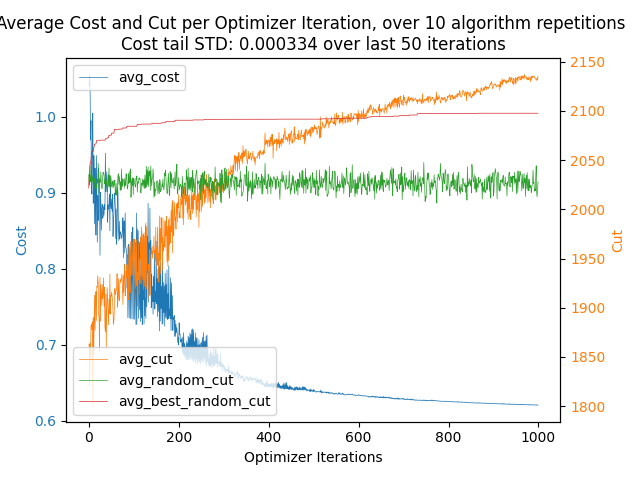 Average Cost and Cut per Optimizer Iteration, over 10 algorithm repetitions
Cost tail STD: 0.000334 over last 50 iterations
avg_cost
avg_cut
avg_random_cut
avg_best_random_cut
Cost
1.0
0.9
0.8
0.7
0.6
2150
2100
2050
2000
1950
1900
1850
1800
Cut
0 200 400 600 800 1000
Optimizer Iterations